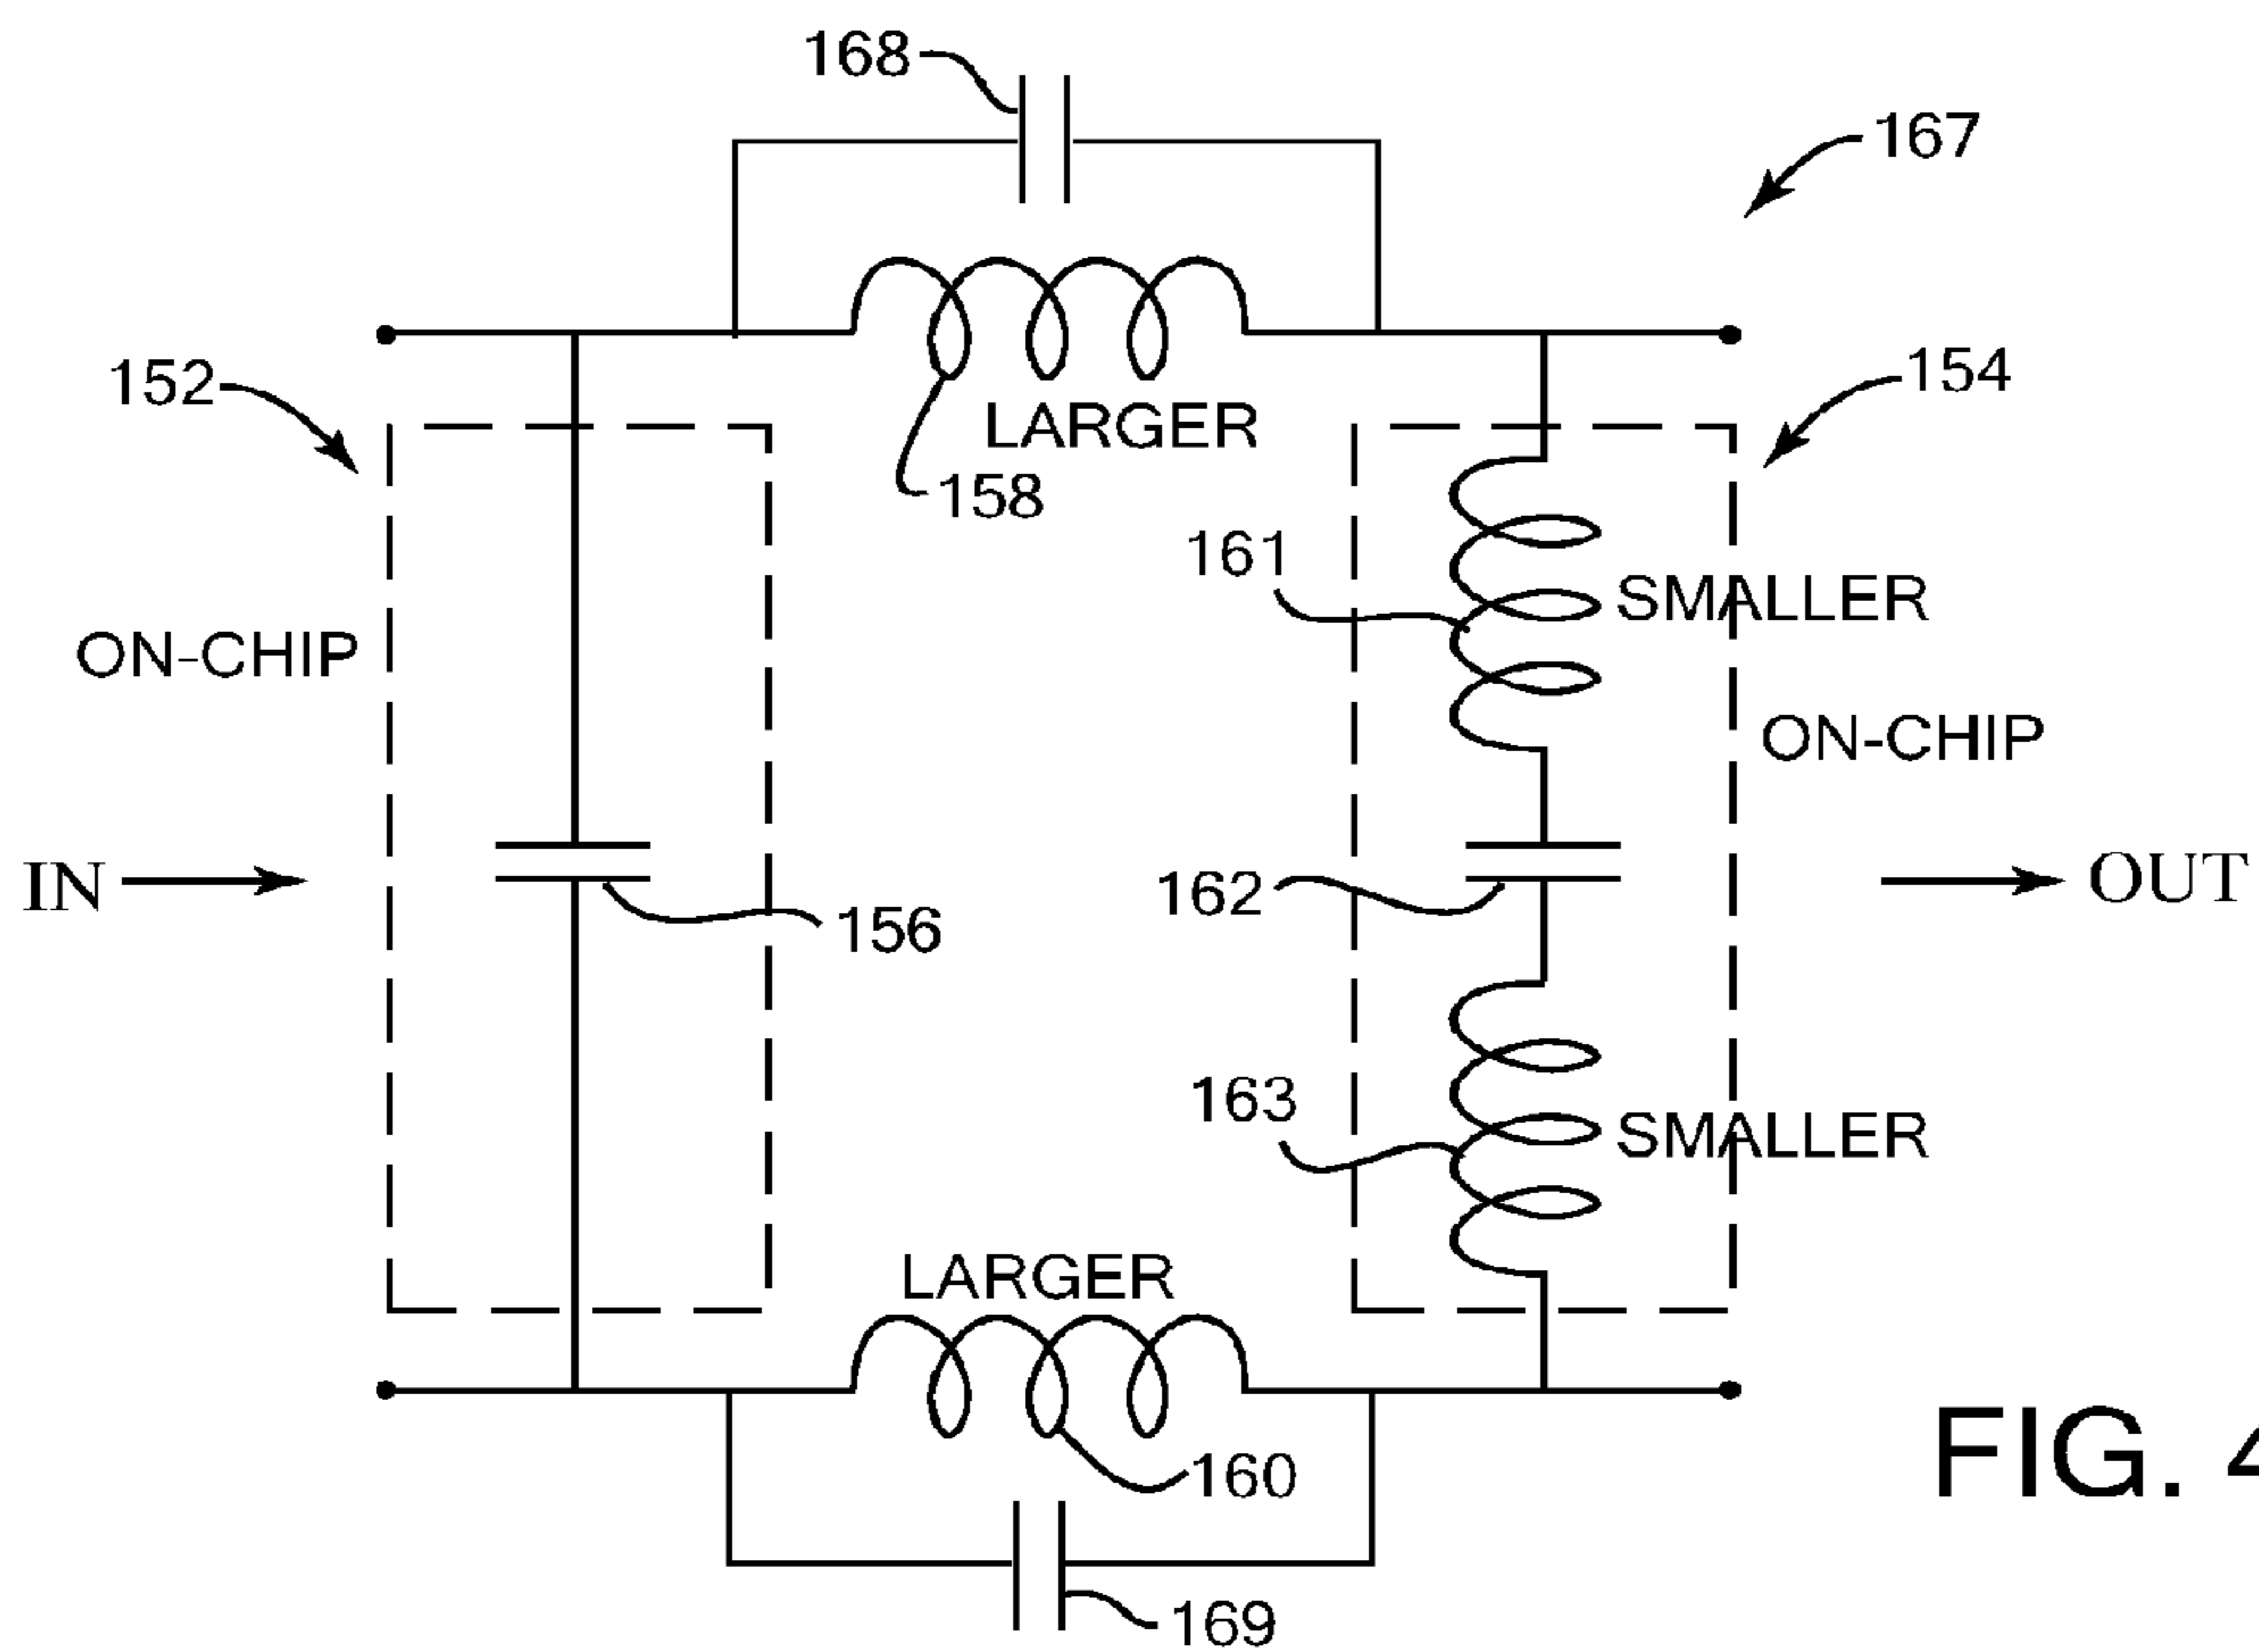 168
167
152
LARGER
154
158
161
SMALLER
ON-CHIP
ON-CHIP
IN
162
OUT
156
163
SMALLER
LARGER
160
FIG. 4
169